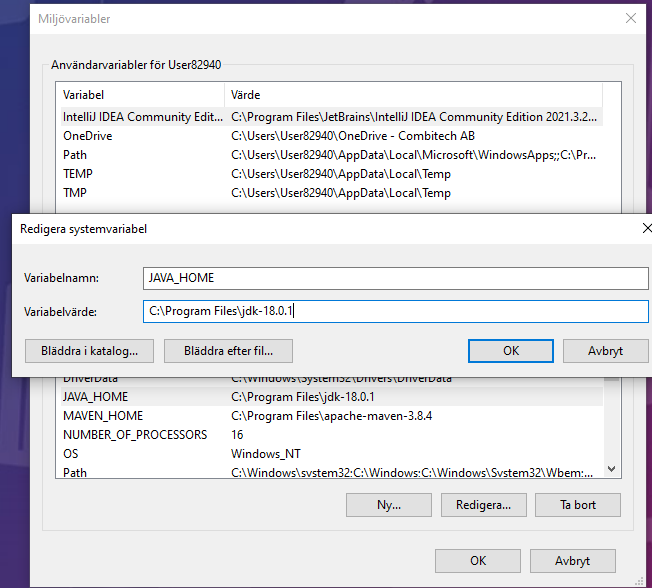 Miljövariabler
Användarvariabler för User82940
Variabel Värde
IntelliJ IDEA Community Edit... C:\Program Files\JetBrains\IntelliJ IDEA Community Edition 2021.3.2...
OneDrive C:\Users\User82940\OneDrive - Combitech AB
Path C:\Users\User82940\AppData\Local\Microsoft\WindowsApps;;C:\Pr...
TEMP C:\Users\User82940\AppData\Local\Temp
TMP C:\Users\User82940\AppData\Local\Temp
Redigera systemvariabel
Variabelnamn: JAVA_HOME
Variabelvärde: C:\Program Files\jdk-18.0.1
Bläddra i katalog... Bläddra efter fil... OK Avbryt
DriverData C:\Windows\System32\Drivers\DriverData
JAVA_HOME C:\Program Files\jdk-18.0.1
MAVEN_HOME C:\Program Files\apache-maven-3.8.4
NUMBER_OF_PROCESSORS 16
OS Windows_NT
Path C:\Windows\system32;C:\Windows;C:\Windows\System32\Wbem;...
Ny... Redigera... Ta bort
OK Avbryt